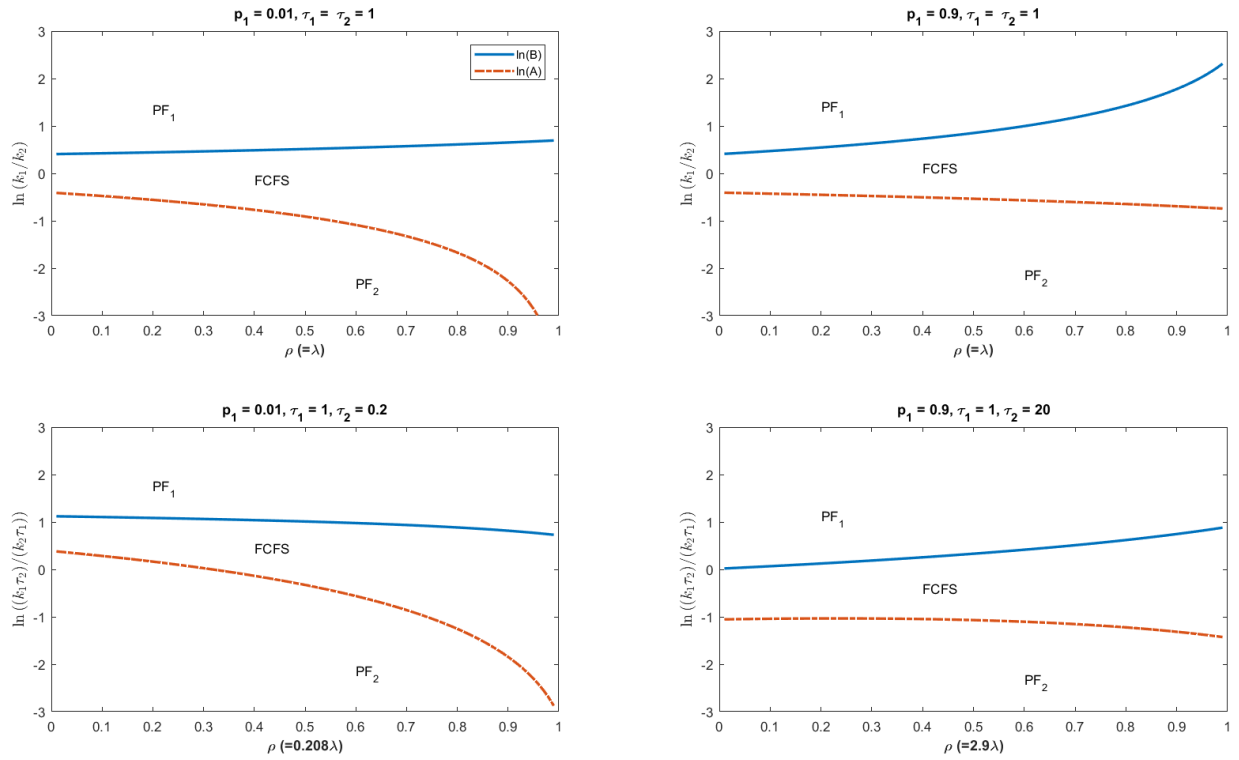 p₁ = 0.01, τ₁ = τ₂ = 1
3
2
1
0
-1
-2
-3
ln (k₁/k₂)
ln(B)
ln(A)
PF₁
FCFS
PF₂
0 0.1 0.2 0.3 0.4 0.5 0.6 0.7 0.8 0.9 1
ρ (=λ)
p₁ = 0.9, τ₁ = τ₂ = 1
3
2
1
0
-1
-2
-3
ln (k₁/k₂)
PF₁
FCFS
PF₂
0 0.1 0.2 0.3 0.4 0.5 0.6 0.7 0.8 0.9 1
ρ (=λ)
p₁ = 0.01, τ₁ = 1, τ₂ = 0.2
3
2
1
0
-1
-2
-3
ln ((k₁τ₂)/(k₂τ₁))
PF₁
FCFS
PF₂
0 0.1 0.2 0.3 0.4 0.5 0.6 0.7 0.8 0.9 1
ρ (=0.208λ)
p₁ = 0.9, τ₁ = 1, τ₂ = 20
3
2
1
0
-1
-2
-3
ln ((k₁τ₂)/(k₂τ₁))
PF₁
FCFS
PF₂
0 0.1 0.2 0.3 0.4 0.5 0.6 0.7 0.8 0.9 1
ρ (=2.9λ)